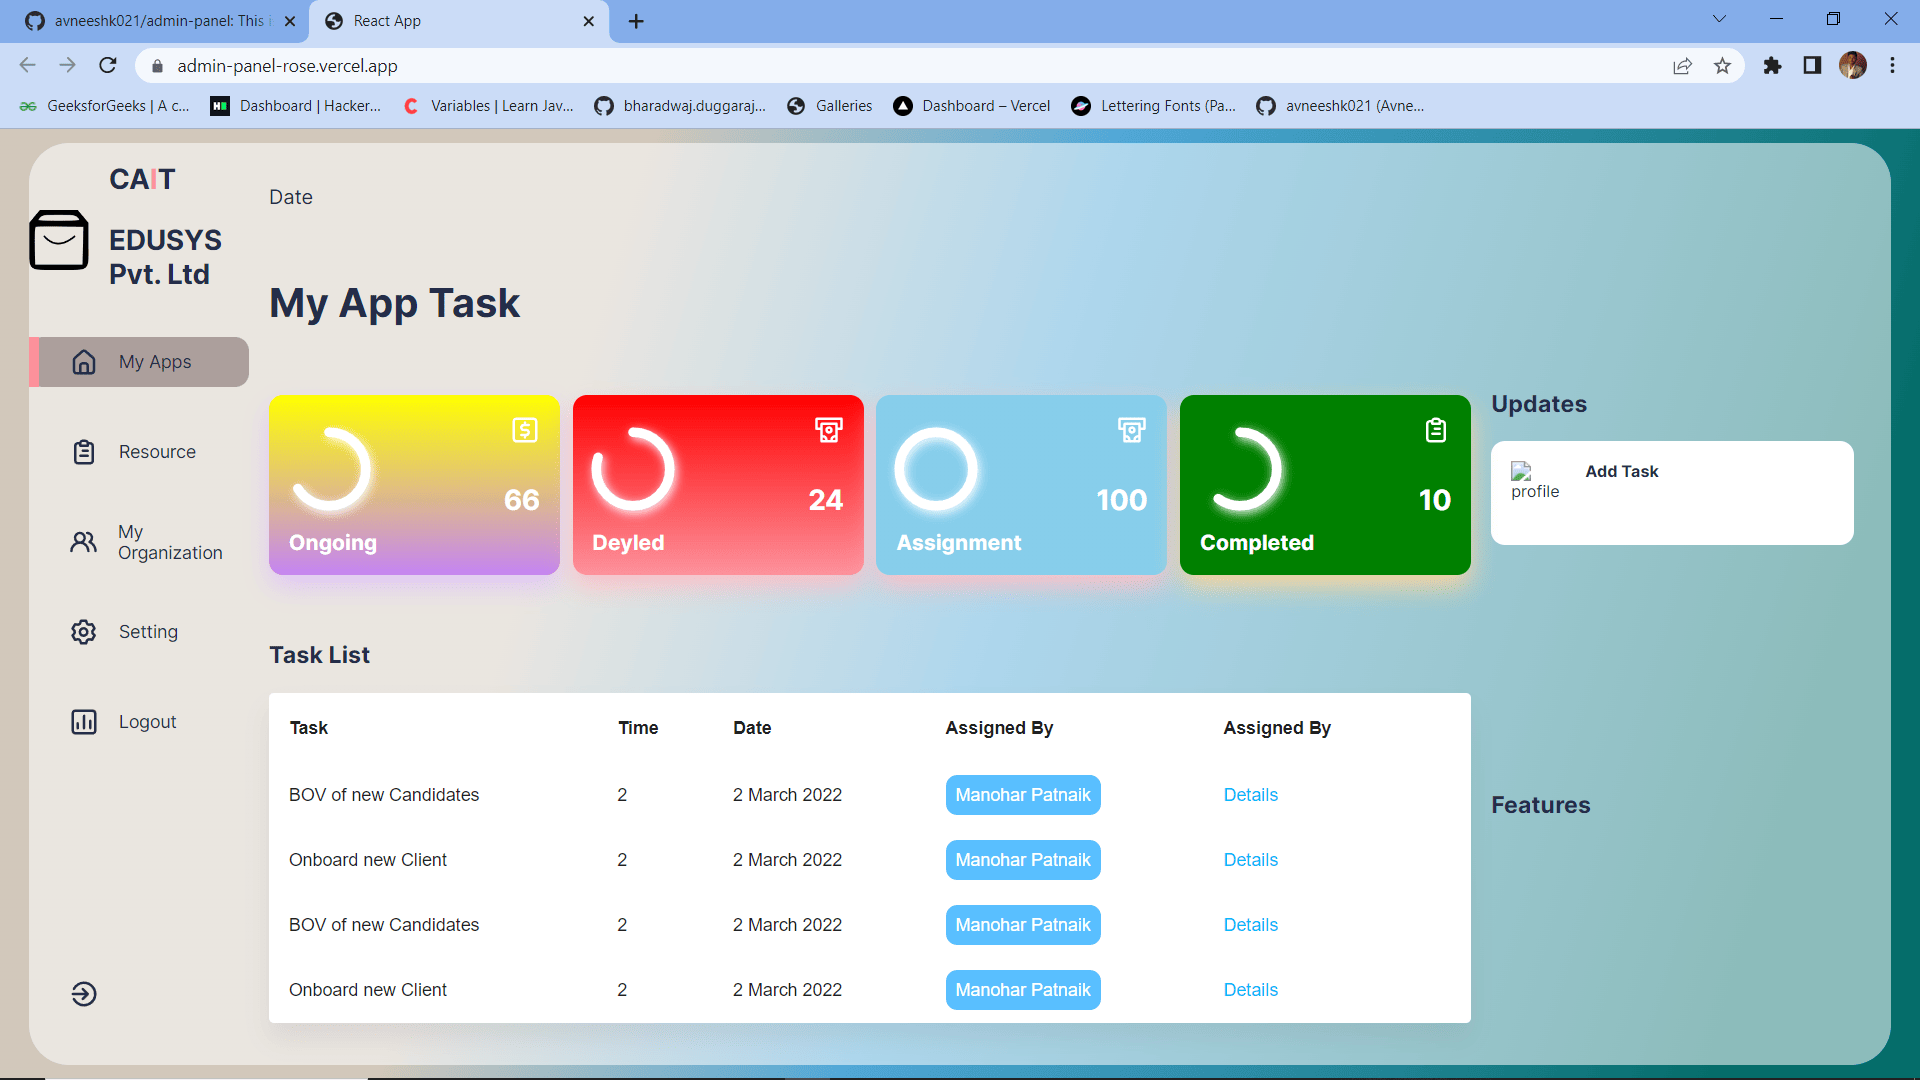 avneeshk021/admin-panel: This i
React App
admin-panel-rose.vercel.app
GeeksforGeeks | A c...
Dashboard | Hacker...
Variables | Learn Jav...
bharadwaj.duggaraj...
Galleries
Dashboard – Vercel
Lettering Fonts (Pa...
avneeshk021 (Avne...
CAIT
EDUSYS
Pvt. Ltd
My Apps
Resource
My
Organization
Setting
Logout
Date
My App Task
66
Ongoing
24
Deyled
100
Assignment
10
Completed
Updates
profile
Add Task
Task List
Task Time Date Assigned By Assigned By
BOV of new Candidates 2 2 March 2022 Manohar Patnaik Details
Onboard new Client 2 2 March 2022 Manohar Patnaik Details
BOV of new Candidates 2 2 March 2022 Manohar Patnaik Details
Onboard new Client 2 2 March 2022 Manohar Patnaik Details
Features